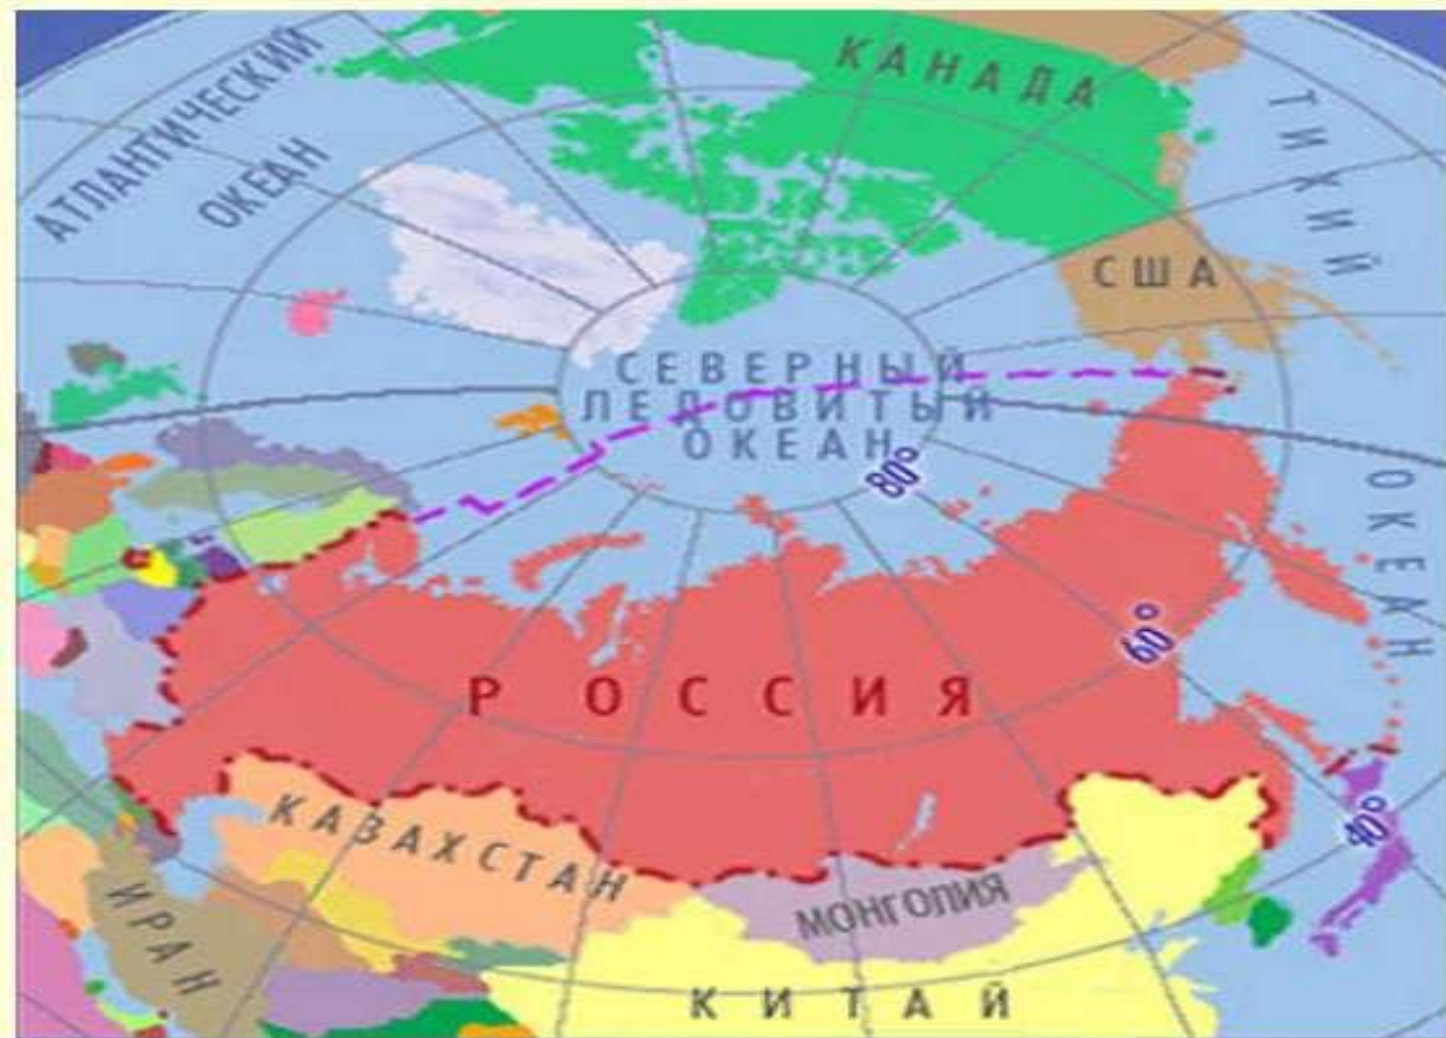 АТЛАНТИЧЕСКИЙ
ОКЕАН
КАНАДА
ТИХИЙ
ОКЕАН
США
СЕВЕРНЫЙ
ЛЕДОВИТЫЙ
ОКЕАН
80°
60°
40°
РОССИЯ
КАЗАХСТАН
МОНГОЛИЯ
ИРАН
КИТАЙ